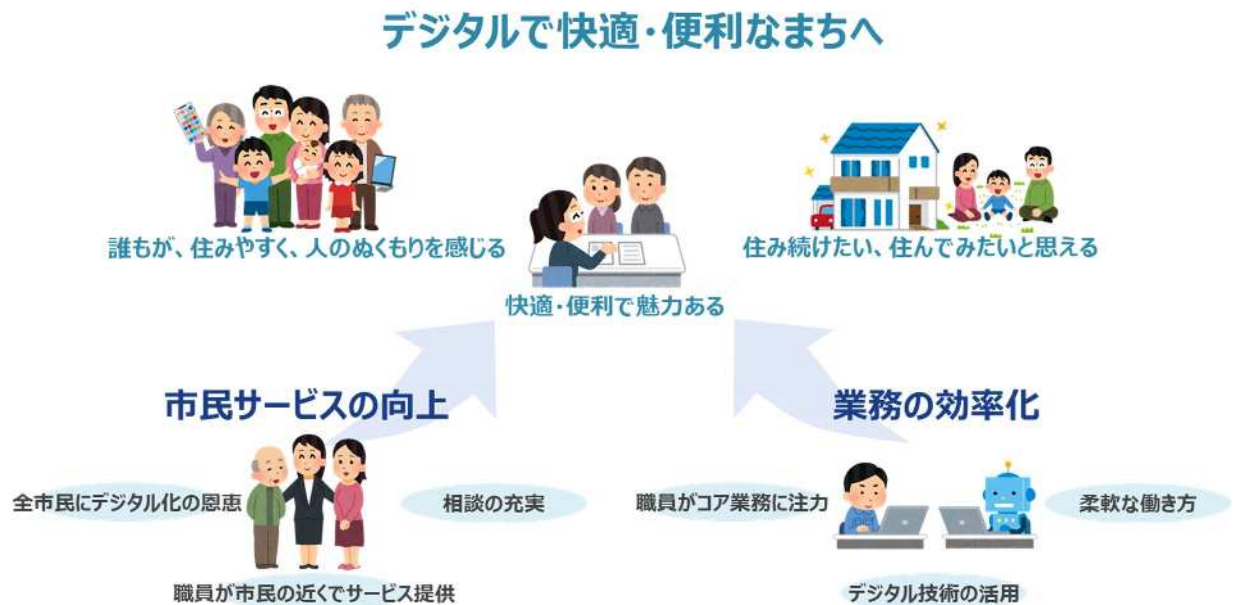 デジタルで快適・便利なまちへ
誰もが、住みやすく、人のぬくもりを感じる
住み続けたい、住んでみたいと思える
快適・便利で魅力ある
市民サービスの向上
業務の効率化
全市民にデジタル化の恩恵
相談の充実
職員がコア業務に注力
柔軟な働き方
職員が市民の近くでサービス提供
デジタル技術の活用